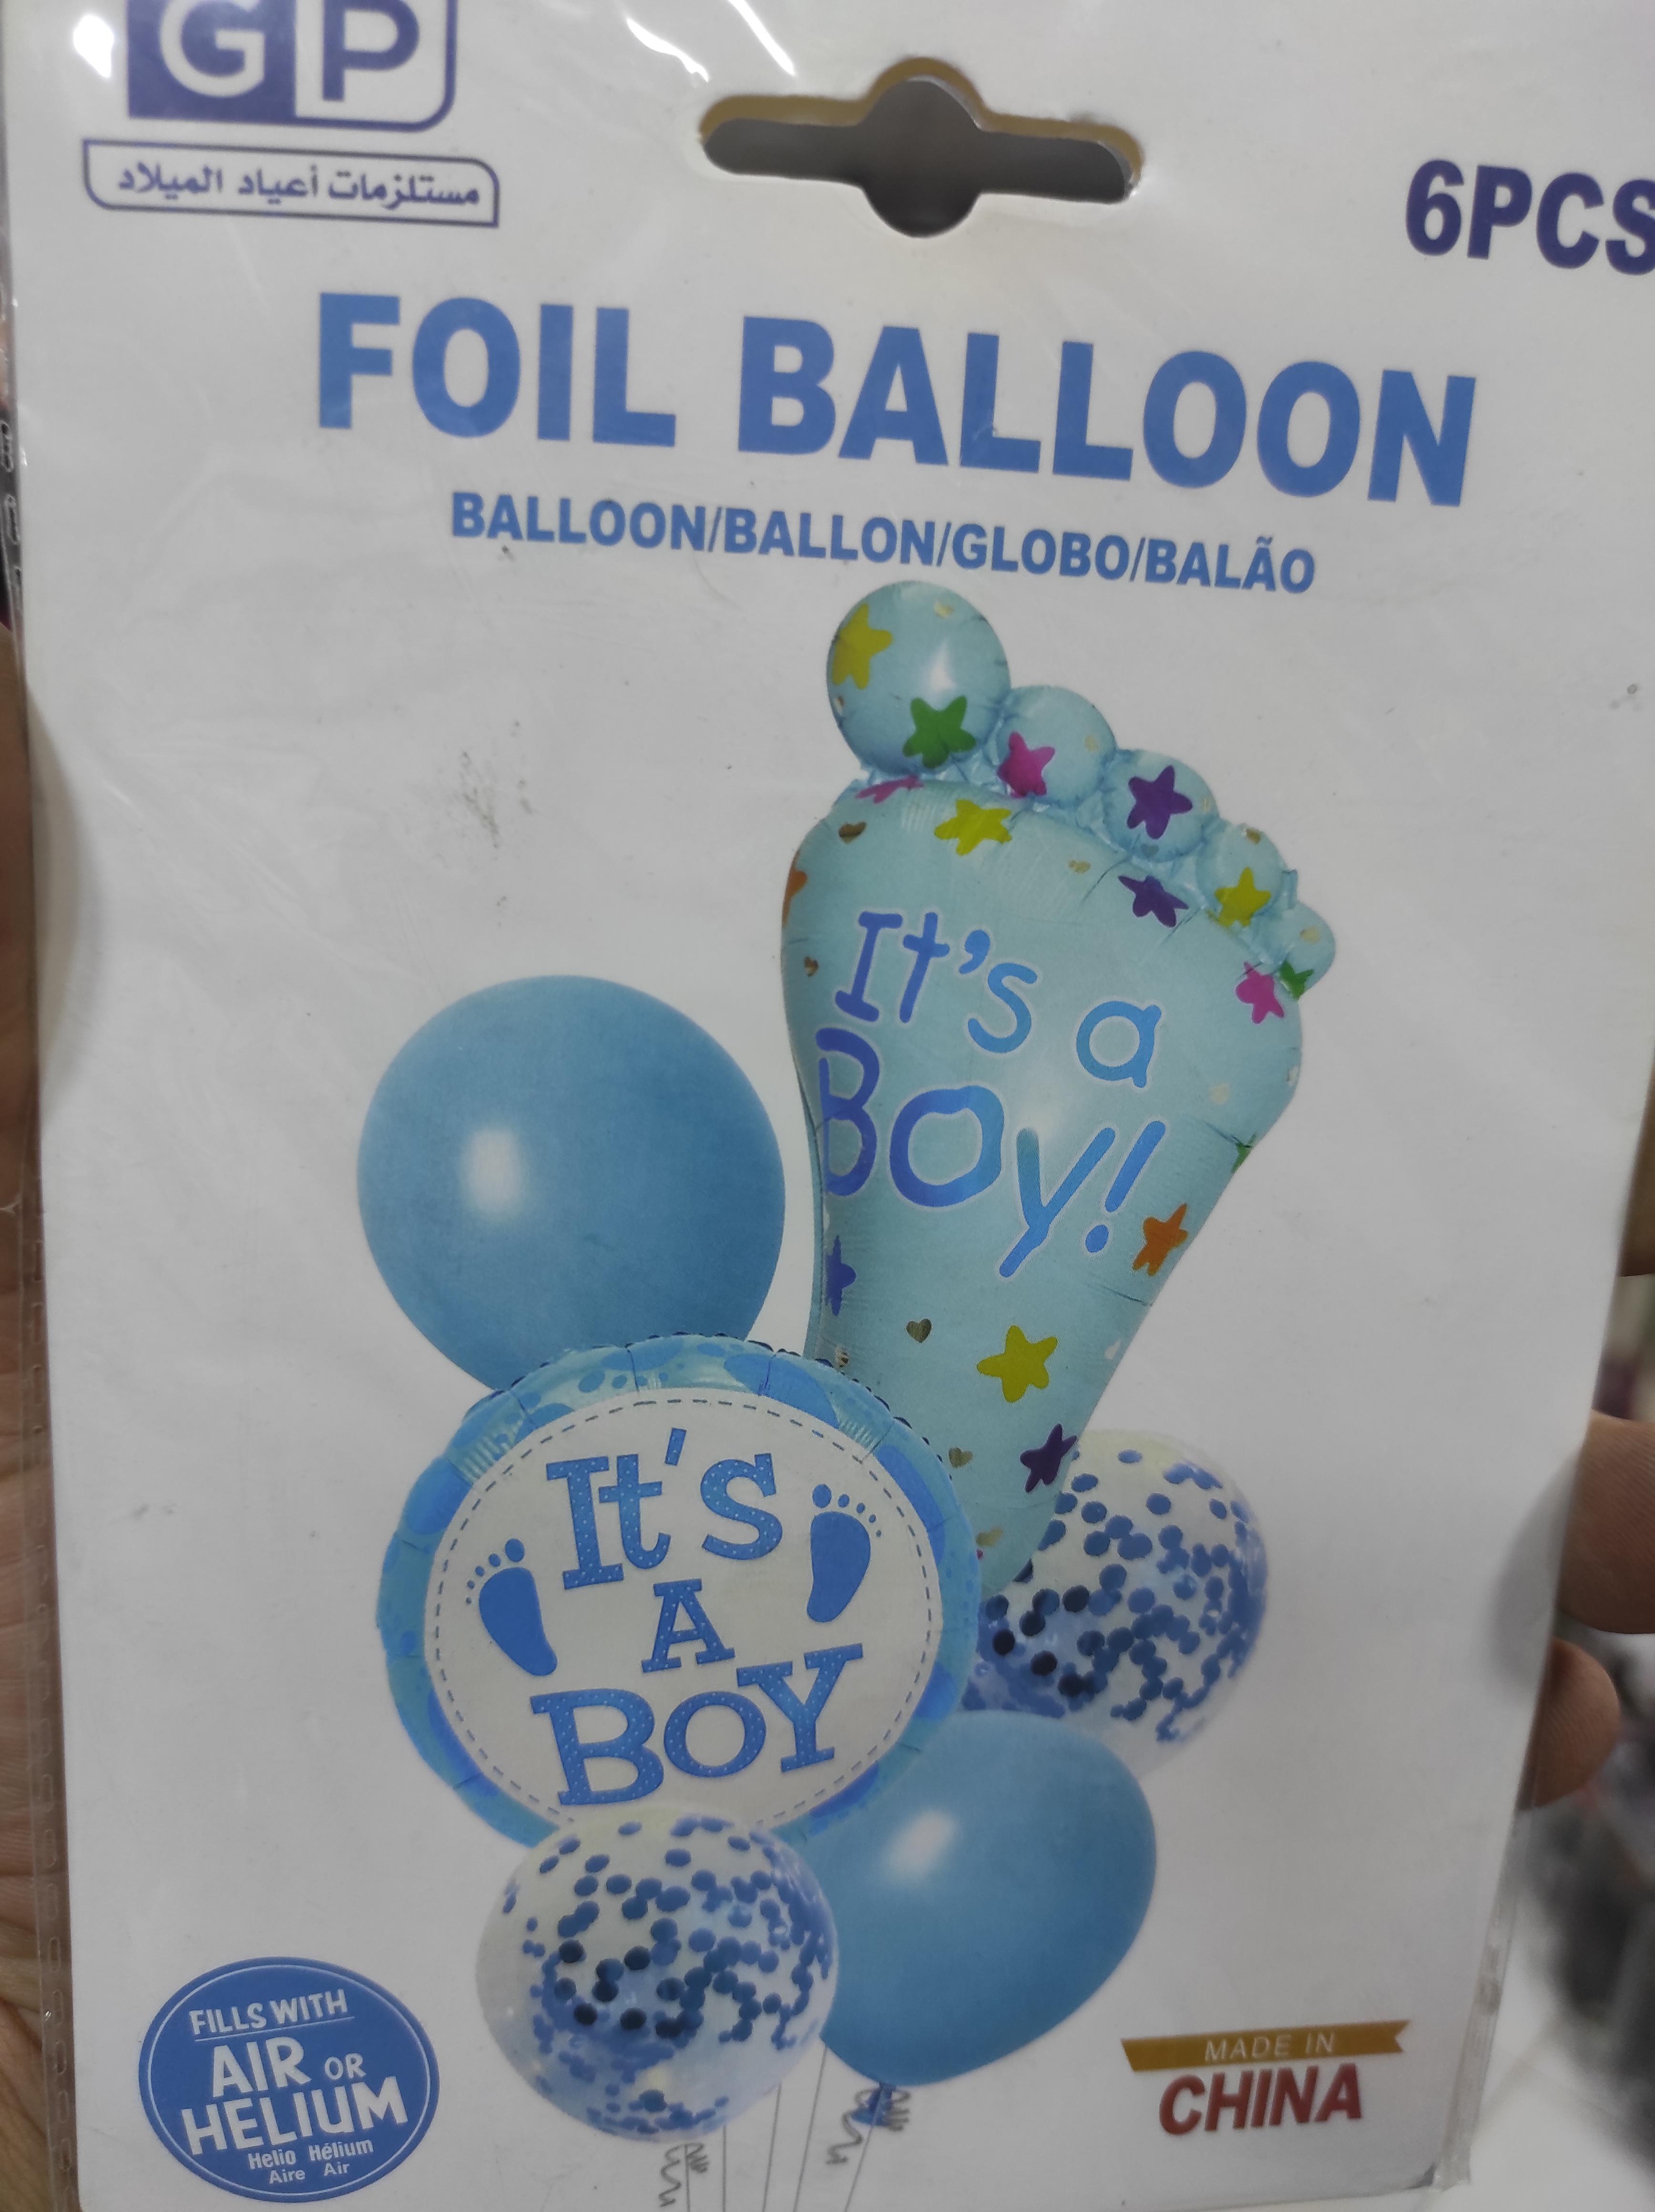 GP
مستلزمات أعياد الميلاد
6PCS
FOIL BALLOON
BALLOON/BALLON/GLOBO/BALÃO
It's a
Boy!
It's
A
BOY
FILLS WITH
AIR OR
HELIUM
Helio Hélium
Aire Air
MADE IN
CHINA